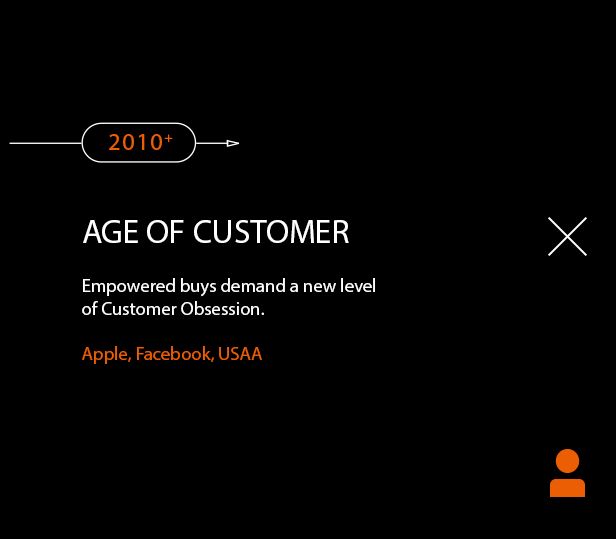 2010+
AGE OF CUSTOMER
Empowered buys demand a new level
of Customer Obsession.
Apple, Facebook, USAA